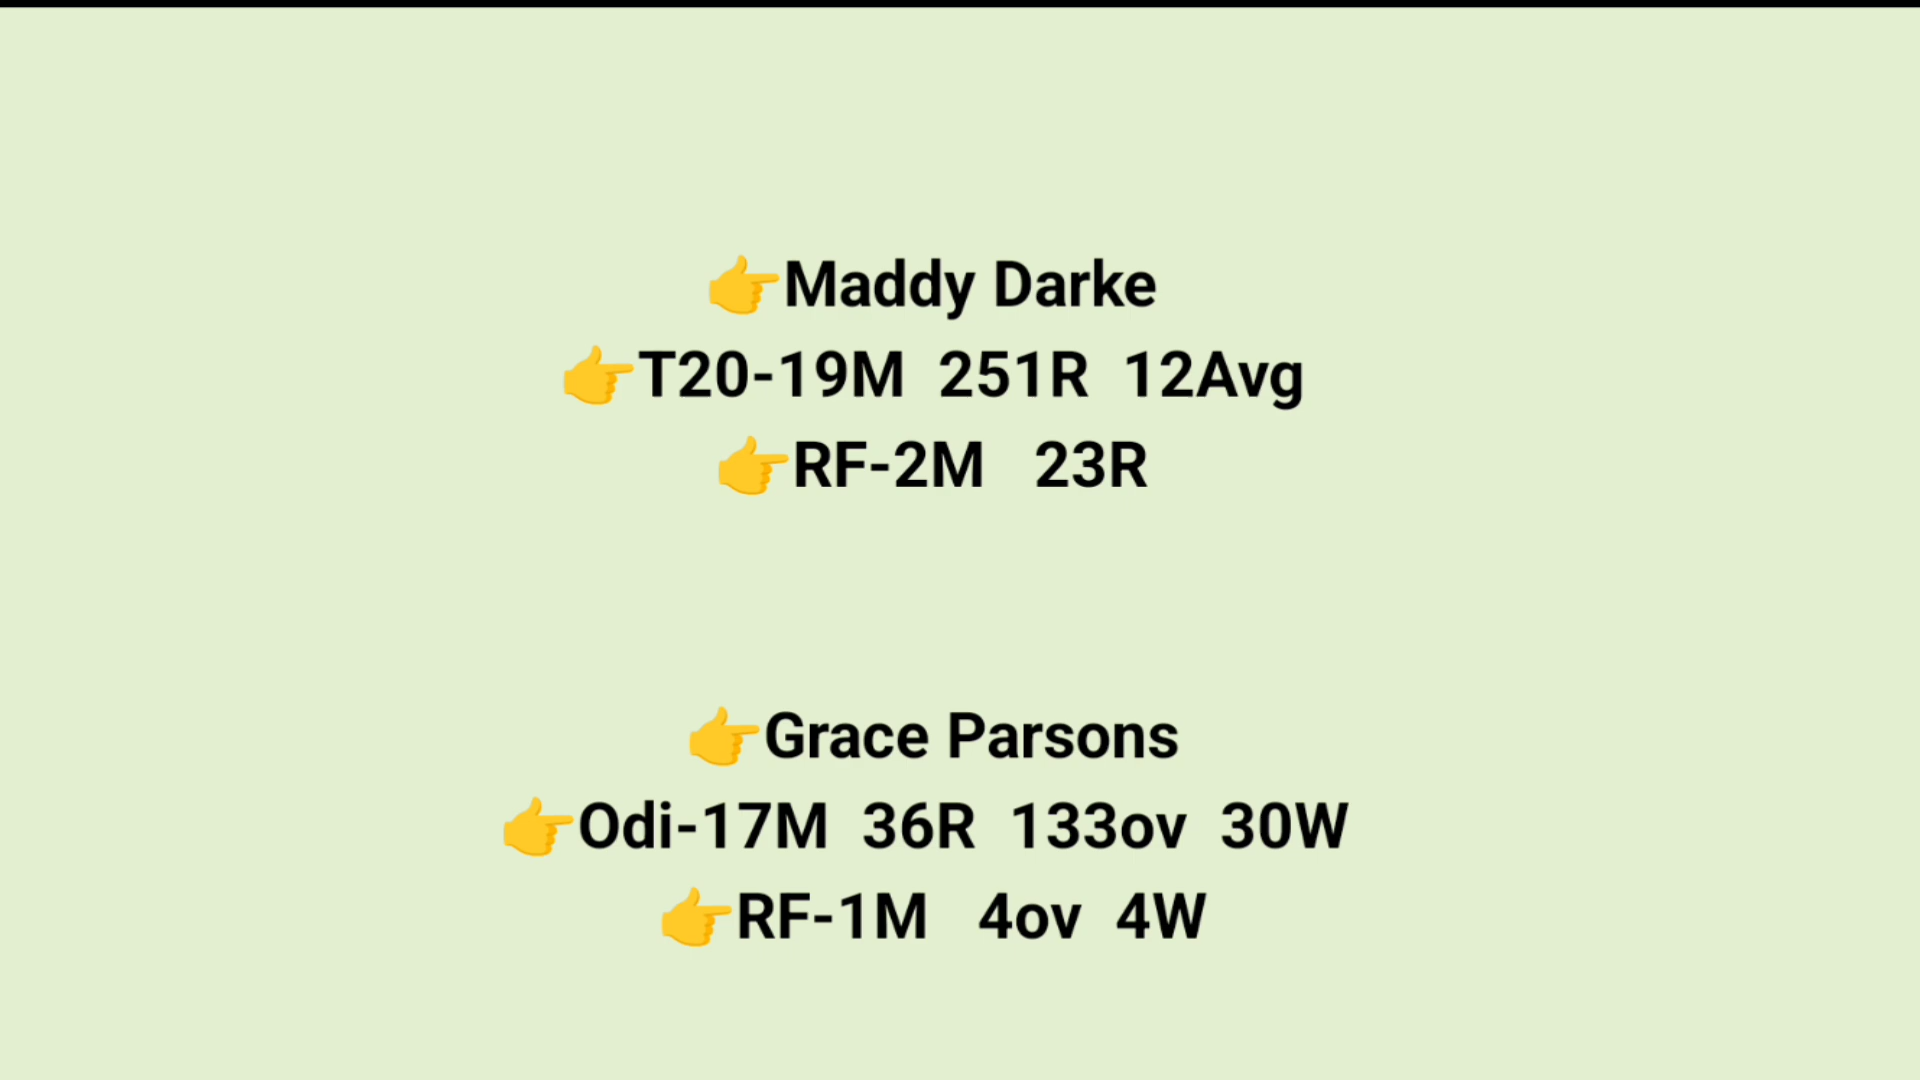 👉Maddy Darke
👉T20-19M 251R 12Avg
👉RF-2M 23R
👉Grace Parsons
👉Odi-17M 36R 133ov 30W
👉RF-1M 4ov 4W